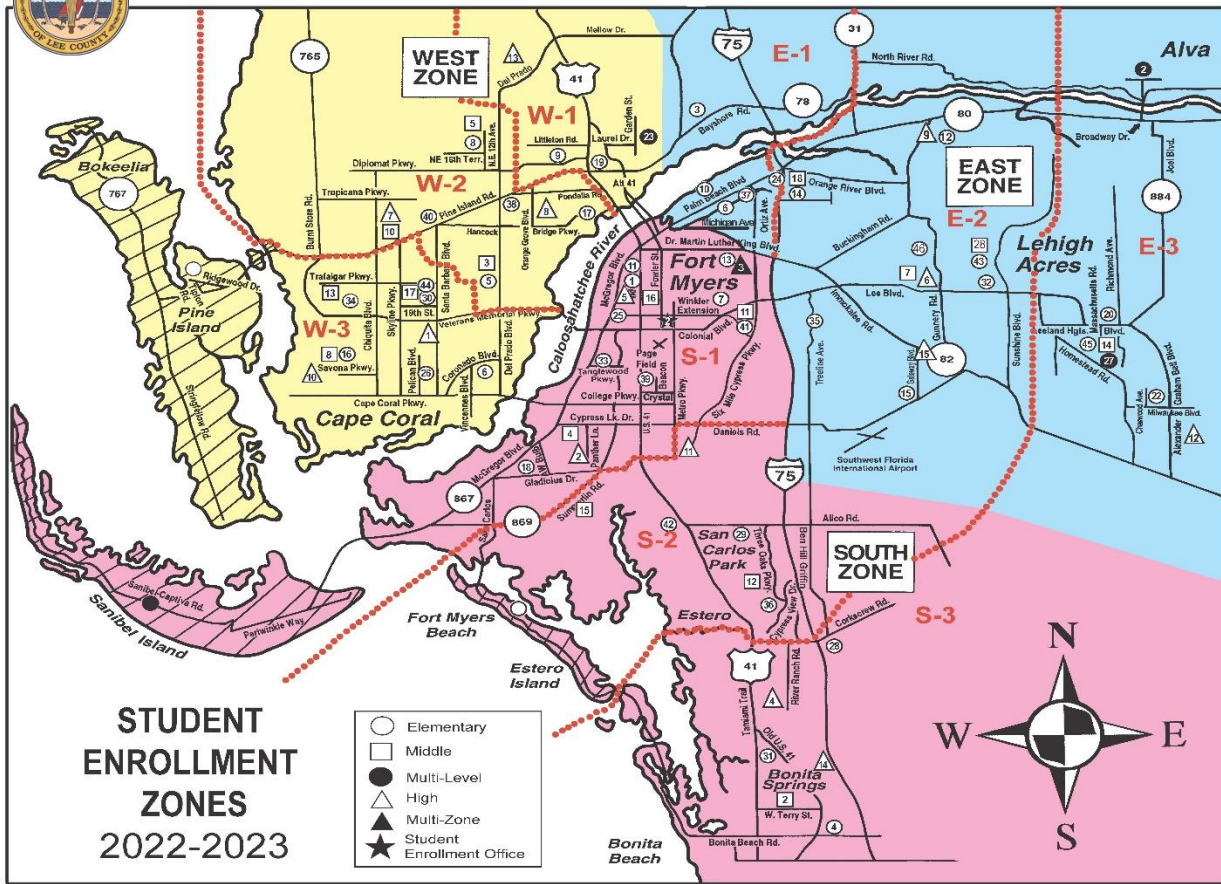 OF LEE COUNTY
WEST
ZONE
W-1
W-2
W-3
765
41
75
31
E-1
Alva
North River Rd.
Mellow Dr.
Del Prado
13
2
78
3
Bayshore Rd.
80
Broadway Dr.
Joel Blvd.
884
E-3
5
8
NE 16th Terr.
N.E. 12th Ave.
Littleton Rd.
9
Laurel Dr.
Garden St.
23
19
Alt 41
Diplomat Pkwy.
Bokeelia
767
Tropicana Pkwy.
7
10
40
Pine Island Rd.
38
Pondella Rd.
8
17
Hancock
Bridge Pkwy.
Orange Grove Blvd.
Burnt Store Rd.
Ridgewood Dr.
Pine
Island
Stringfellow Rd.
Trafalgar Pkwy.
13
34
17
44
30
19th St.
Santa Barbara Blvd.
3
5
Veterans Memorial Pkwy.
Chiquita Blvd.
Skyline Pkwy.
1
8
16
Savona Pkwy.
10
Pelican Blvd.
26
Coronado Blvd.
6
Vincennes Blvd.
Del Prado Blvd.
Cape Coral Pkwy.
Cape Coral
Caloosahatchee River
EAST
ZONE
E-2
9
12
10
Palm Beach Blvd
37
6
Michigan Ave
Ortiz Ave.
24
18
14
Orange River Blvd.
Buckingham Rd.
46
28
43
32
7
6
Lehigh
Acres
Richmond Ave.
Massachusetts Rd.
Lee Blvd.
20
Leeland Hgts.
Blvd.
45
14
27
Homestead Rd.
Immokalee Rd.
Gunnery Rd.
Sunshine Blvd.
35
Treeline Ave.
15
Gateway Blvd.
82
15
22
Milwaukee Blvd.
Alexander
Graham Bell Blvd.
12
Southwest Florida
International Airport
Dr. Martin Luther King Blvd.
Fort
Myers
13
3
McGregor Blvd.
11
1
5
Fowler St.
16
Winkler
Extension
7
25
Colonial Blvd.
11
41
S-1
33
Tanglewood
Pkwy.
Page
Field
39
Beacon
Crystal
Metro Pkwy.
Six Mile Cypress Pkwy.
College Pkwy.
Cypress Lk. Dr.
U.S. 41
Daniels Rd.
4
2
Panther Ln.
11
18
McGregor Blvd.
Gladiolus Dr.
867
869
San Carlos
Summerlin Rd.
15
75
42
S-2
San
Carlos
Park
29
Three Oaks Pkwy.
Ben Hill Griffin
Alico Rd.
SOUTH
ZONE
S-3
12
36
Cypress View Dr.
Corkscrew Rd.
28
Estero
41
River Ranch Rd.
4
Tamiami Trail
Old U.S. 41
31
14
Bonita
Springs
2
W. Terry St.
4
Bonita Beach Rd.
Bonita
Beach
Sanibel-Captiva Rd.
Periwinkle Way
Sanibel Island
Fort Myers
Beach
Estero
Island
STUDENT
ENROLLMENT
ZONES
2022-2023
Elementary
Middle
Multi-Level
High
Multi-Zone
Student
Enrollment Office
N
W
E
S